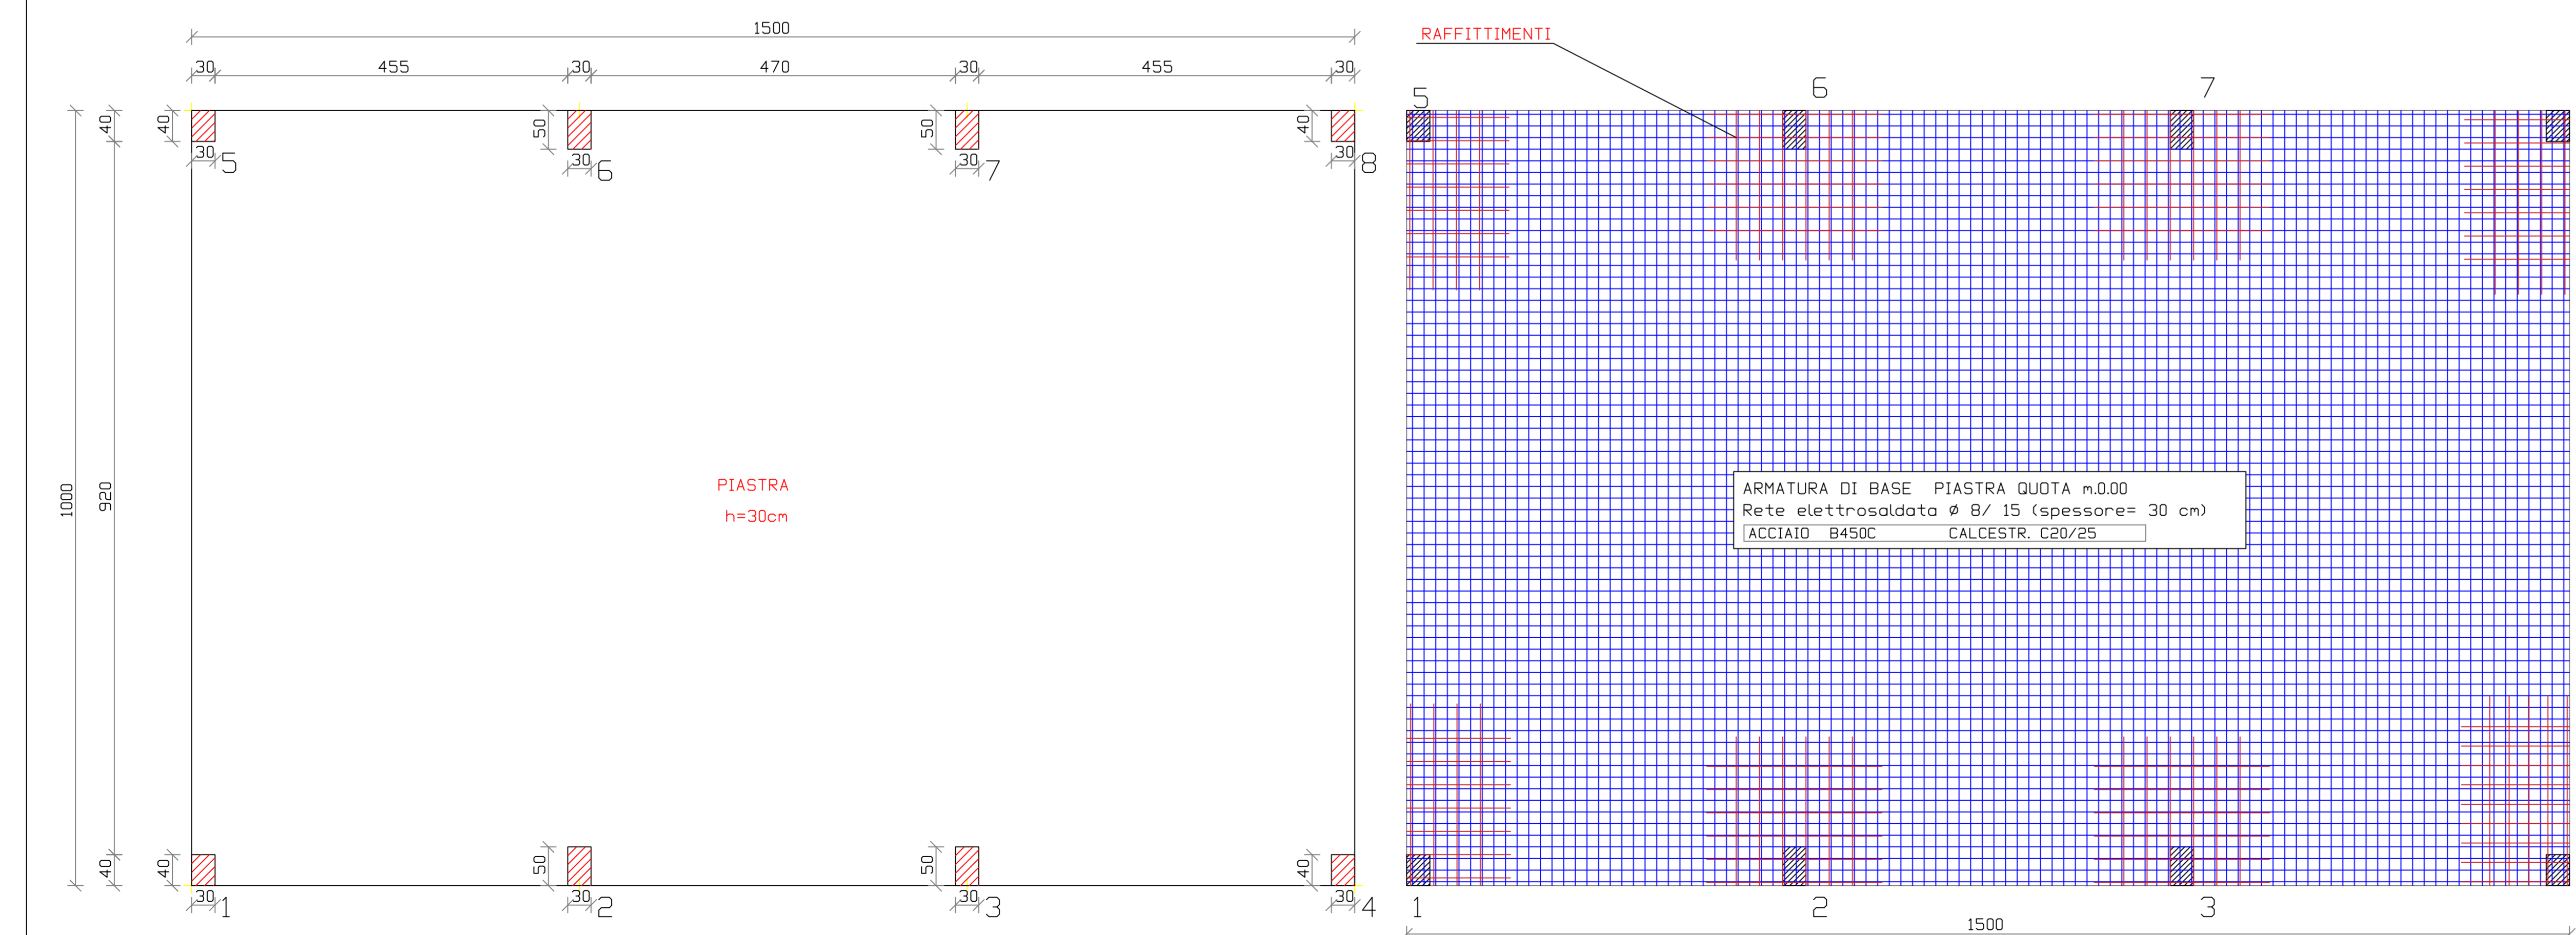 1500
30 455 30 470 30 455 30
40 40 50 50 40
30 30 30 30
5 6 7 8
1000
920
PIASTRA
h=30cm
40 40 50 50 40
30 30 30 30
1 2 3 4
RAFFITTIMENTI
5 6 7
ARMATURA DI BASE PIASTRA QUOTA m.0.00
Rete elettrosaldata Ø 8/ 15 (spessore= 30 cm)
ACCIAIO B450C CALCESTR. C20/25
1 2 3
1500